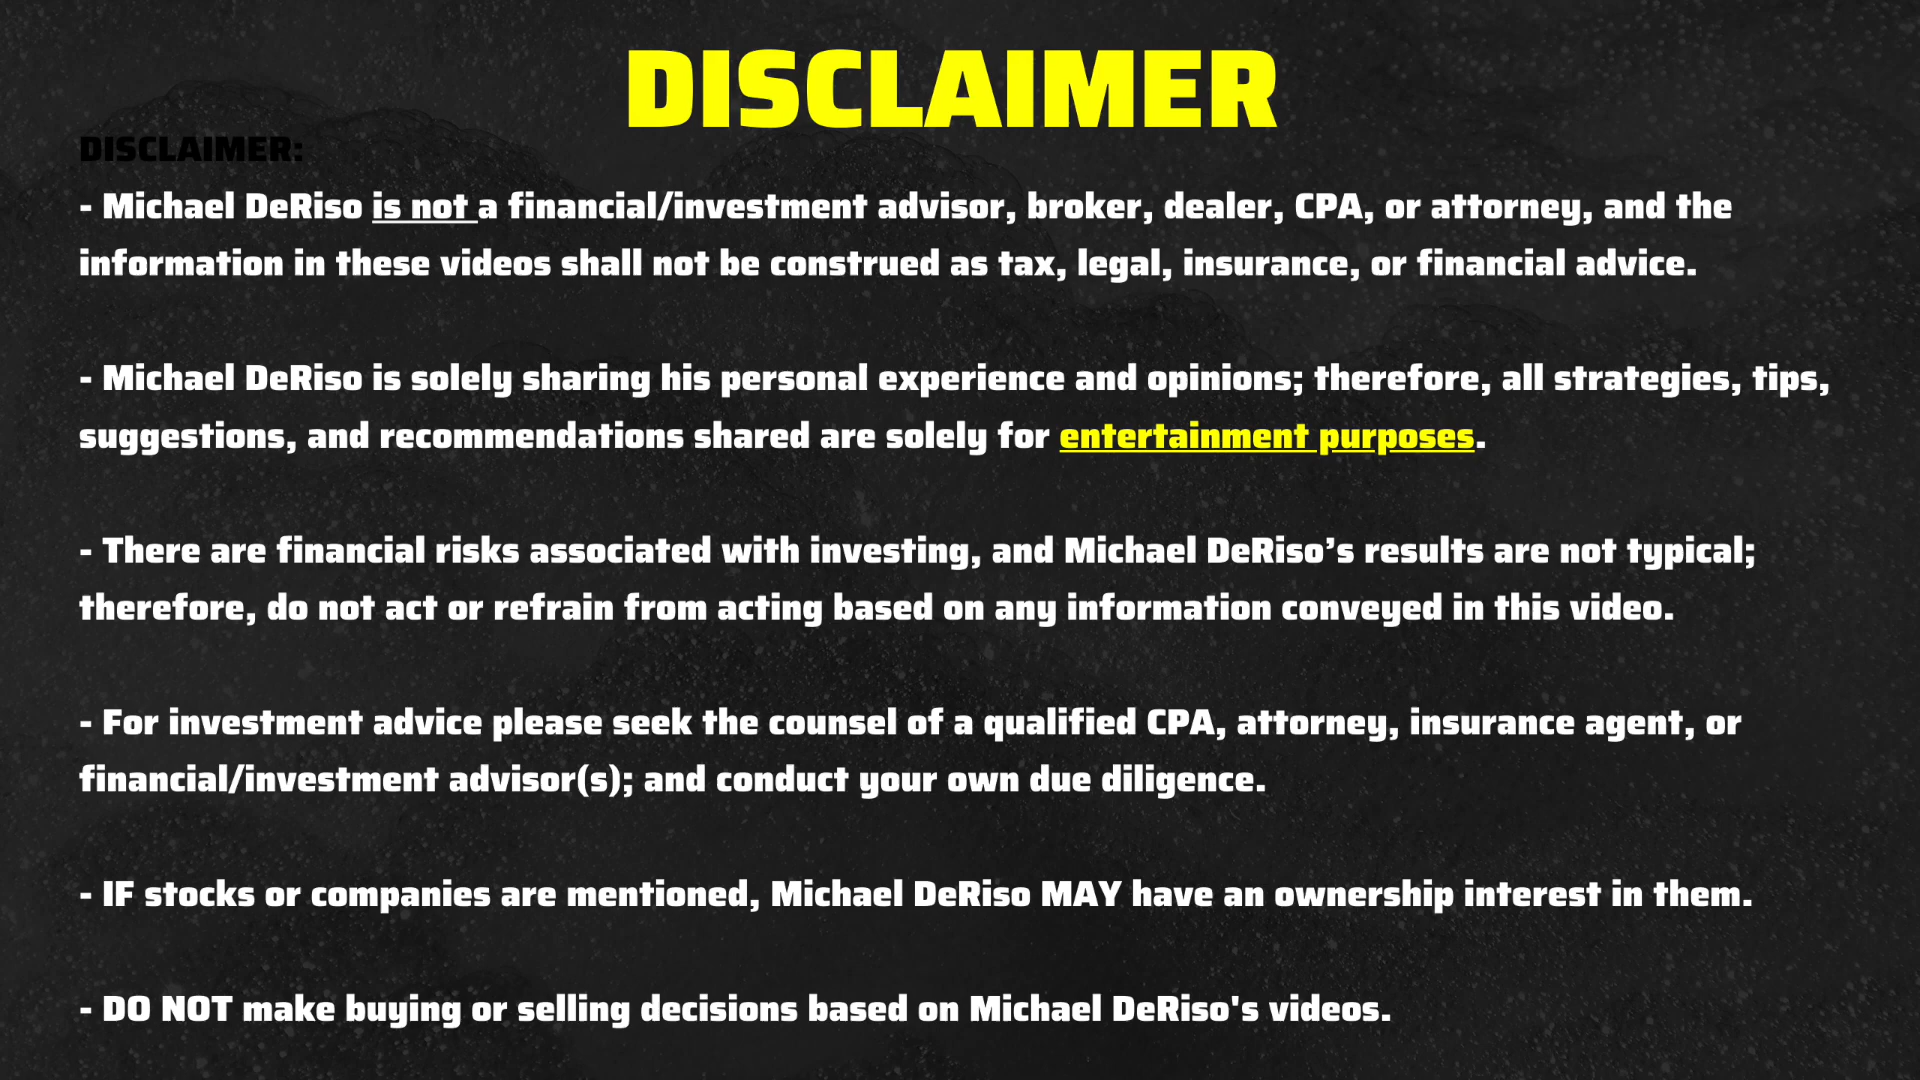 DISCLAIMER
DISCLAIMER:
- Michael DeRiso is not a financial/investment advisor, broker, dealer, CPA, or attorney, and the
information in these videos shall not be construed as tax, legal, insurance, or financial advice.
- Michael DeRiso is solely sharing his personal experience and opinions; therefore, all strategies, tips,
suggestions, and recommendations shared are solely for entertainment purposes.
- There are financial risks associated with investing, and Michael DeRiso’s results are not typical;
therefore, do not act or refrain from acting based on any information conveyed in this video.
- For investment advice please seek the counsel of a qualified CPA, attorney, insurance agent, or
financial/investment advisor(s); and conduct your own due diligence.
- IF stocks or companies are mentioned, Michael DeRiso MAY have an ownership interest in them.
- DO NOT make buying or selling decisions based on Michael DeRiso's videos.